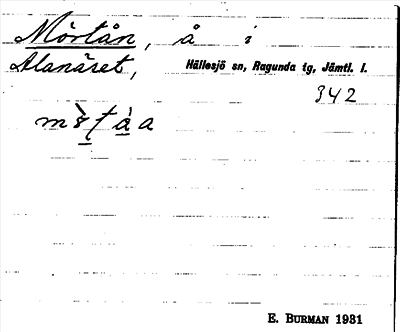 Mörtån, å i
Alanäret,
Hällesjö sn, Ragunda tg, Jämtl. l.
342
E. BURMAN 1931